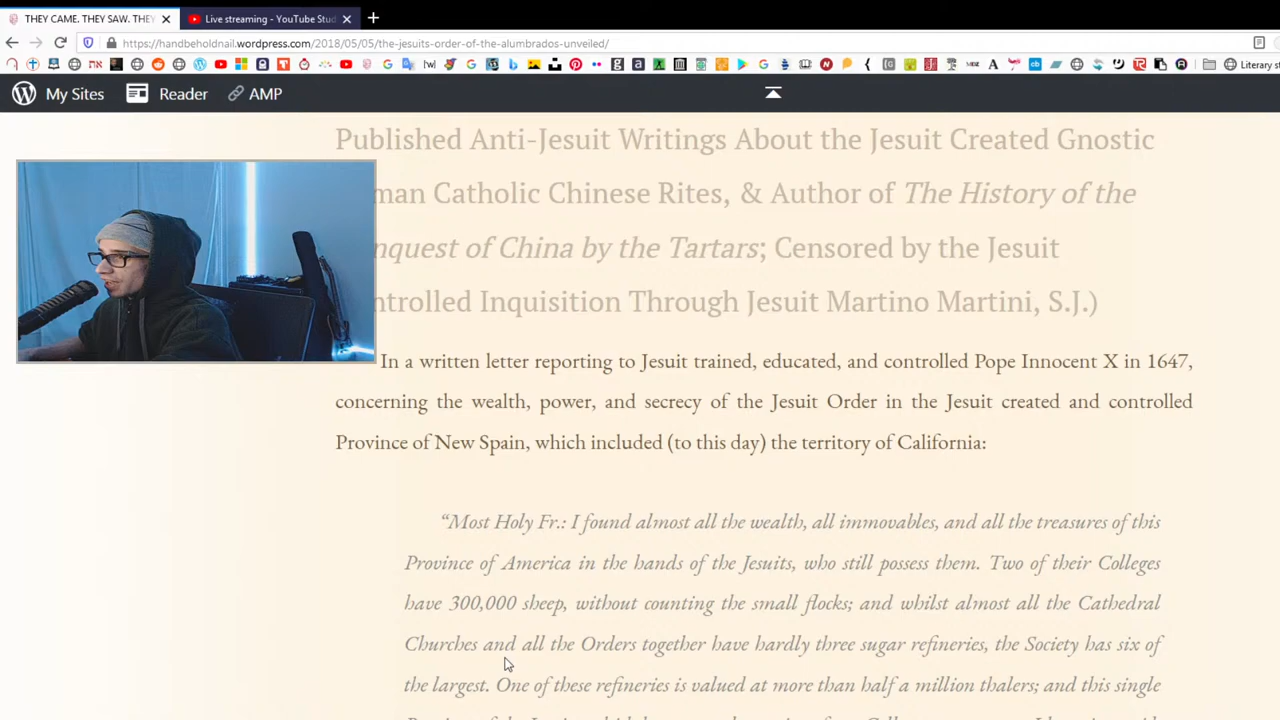 THEY CAME. THEY SAW. THEY
Live streaming - YouTube Stud
https://handbeholdnail.wordpress.com/2018/05/05/the-jesuits-order-of-the-alumbrados-unveiled/
Literary st
My Sites
Reader
AMP
Published Anti-Jesuit Writings About the Jesuit Created Gnostic
man Catholic Chinese Rites, & Author of The History of the
nquest of China by the Tartars; Censored by the Jesuit
ntrolled Inquisition Through Jesuit Martino Martini, S.J.)
In a written letter reporting to Jesuit trained, educated, and controlled Pope Innocent X in 1647,
concerning the wealth, power, and secrecy of the Jesuit Order in the Jesuit created and controlled
Province of New Spain, which included (to this day) the territory of California:
“Most Holy Fr.: I found almost all the wealth, all immovables, and all the treasures of this
Province of America in the hands of the Jesuits, who still possess them. Two of their Colleges
have 300,000 sheep, without counting the small flocks; and whilst almost all the Cathedral
Churches and all the Orders together have hardly three sugar refineries, the Society has six of
the largest. One of these refineries is valued at more than half a million thalers; and this single